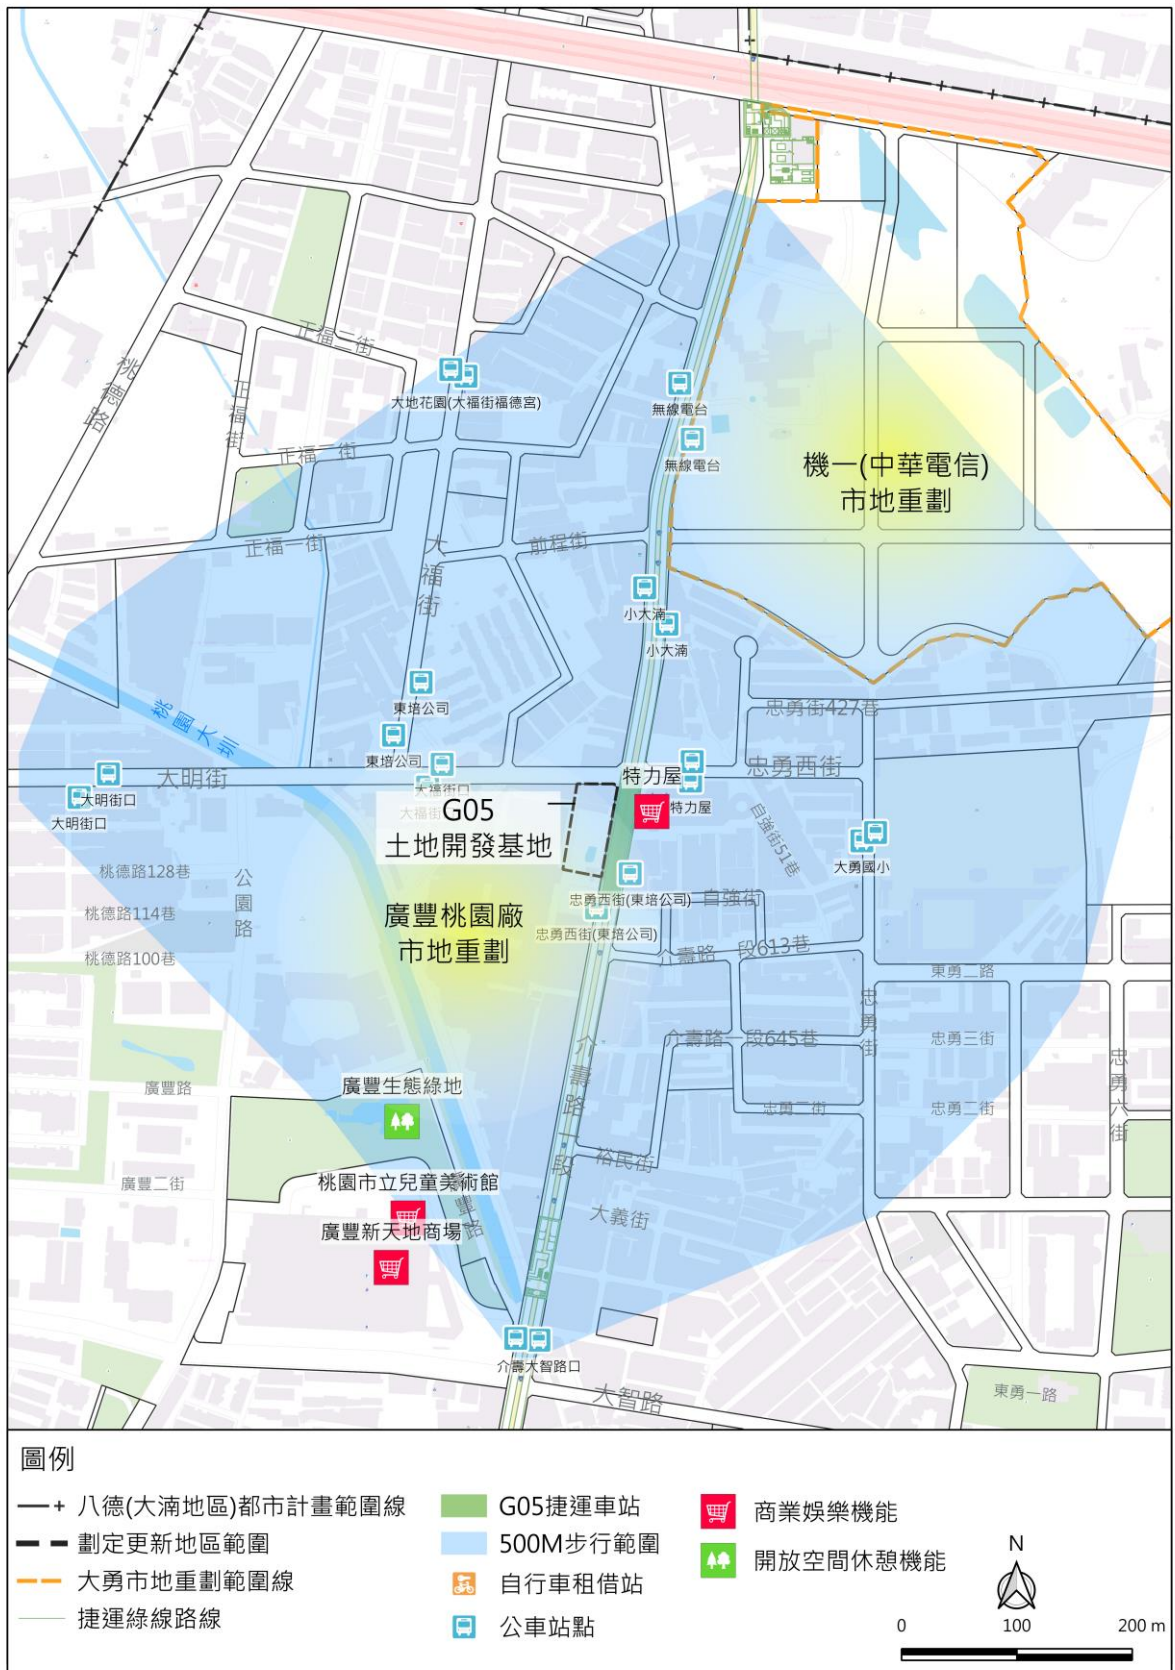 正福三街
桃德路
正福街
大地花園(大福街福德宮)
無線電台
正福二街
無線電台
機一(中華電信)
市地重劃
正福一街
大福街
前程街
小大湳
小大湳
東培公司
忠勇街427巷
桃園大圳
東培公司
大明街
大福街口
特力屋
忠勇西街
大明街口
大明街口
大福街
特力屋
G05
土地開發基地
自強街51巷
大勇國小
桃德路128巷
公園路
忠勇西街(東培公司)
自強街
桃德路114巷
廣豐桃園廠
市地重劃
忠勇西街(東培公司)
介壽路一段613巷
桃德路100巷
東勇二路
忠勇街
介壽路一段
介壽路一段645巷
忠勇三街
忠勇六街
廣豐路
廣豐生態綠地
忠勇二街
忠勇二街
裕民街
廣豐二街
桃園市立兒童美術館
豐路
大義街
廣豐新天地商場
介壽大智路口
大智路
東勇一路
圖例
八德(大湳地區)都市計畫範圍線
G05捷運車站
商業娛樂機能
劃定更新地區範圍
500M步行範圍
開放空間休憩機能
N
大勇市地重劃範圍線
自行車租借站
捷運綠線路線
公車站點
0 100 200 m